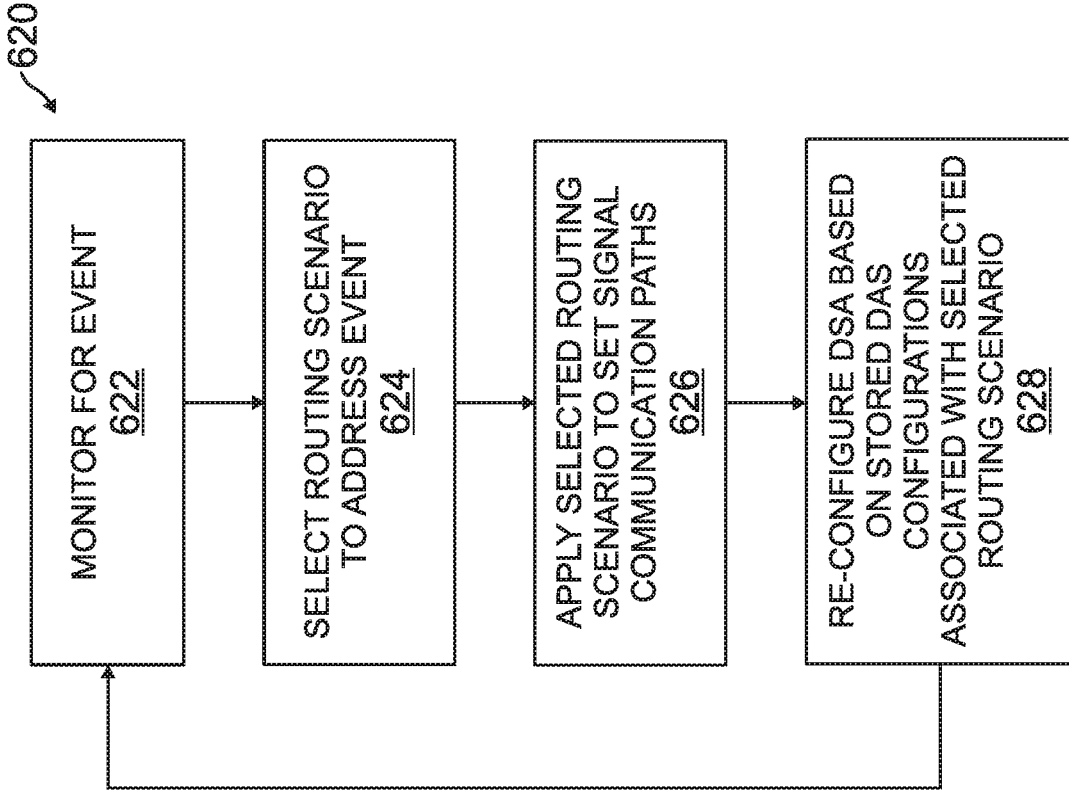 620
MONITOR FOR EVENT
622
SELECT ROUTING SCENARIO
TO ADDRESS EVENT
624
APPLY SELECTED ROUTING
SCENARIO TO SET SIGNAL
COMMUNICATION PATHS
626
RE-CONFIGURE DSA BASED
ON STORED DAS
CONFIGURATIONS
ASSOCIATED WITH SELECTED
ROUTING SCENARIO
628